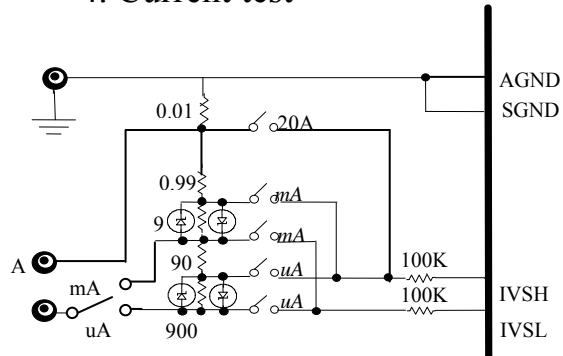 4. Current test
AGND
SGND
0.01
20A
0.99
mA
9
mA
A
90
uA
100K
mA
IVSH
uA
100K
uA
900
IVSL